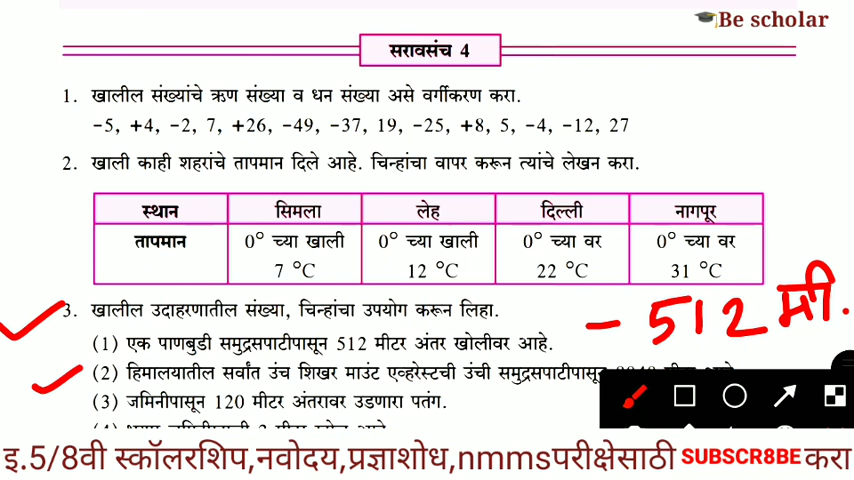 Be scholar
सरावसंच 4
1. खालील संख्यांचे ऋण संख्या व धन संख्या असे वर्गीकरण करा.
−5, +4, −2, 7, +26, −49, −37, 19, −25, +8, 5, −4, −12, 27
2. खाली काही शहरांचे तापमान दिले आहे. चिन्हांचा वापर करून त्यांचे लेखन करा.
स्थान सिमला लेह दिल्ली नागपूर
तापमान 0° च्या खाली 0° च्या खाली 0° च्या वर 0° च्या वर
7 °C 12 °C 22 °C 31 °C
3. खालील उदाहरणातील संख्या, चिन्हांचा उपयोग करून लिहा.
− 512 मी.
(1) एक पाणबुडी समुद्रसपाटीपासून 512 मीटर अंतर खोलीवर आहे.
(2) हिमालयातील सर्वांत उंच शिखर माउंट एव्हरेस्टची उंची समुद्रसपाटीपासून
(3) जमिनीपासून 120 मीटर अंतरावर उडणारा पतंग.
इ.5/8वी स्कॉलरशिप,नवोदय,प्रज्ञाशोध,nmmsपरीक्षेसाठी SUBSCR8BE करा